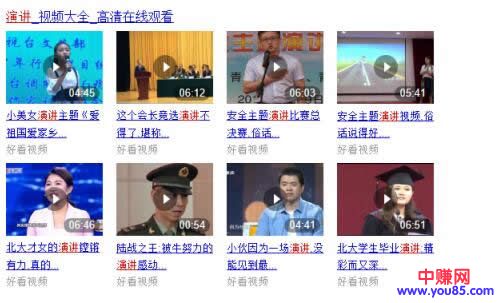 演讲_视频大全_高清在线观看
视台文艺部
04:45
06:12
主题演讲
06:03
05:41
小美女演讲主题《爱
祖国爱家乡...
好看视频
这个会长竞选演讲不
得了.堪称...
好看视频
安全主题演讲比赛总
决赛.俗话...
好看视频
安全主题演讲视频.俗
话说得好....
好看视频
06:46
00:54
04:41
06:51
北大才女的演讲铿锵
有力.真的...
好看视频
陆战之王:被牛努力的
演讲感动...
好看视频
小伙因为一场演讲.没
能见到最...
好看视频
北大学生毕业演讲:精
彩而又深...
好看视频
中赚网
www.you85.com